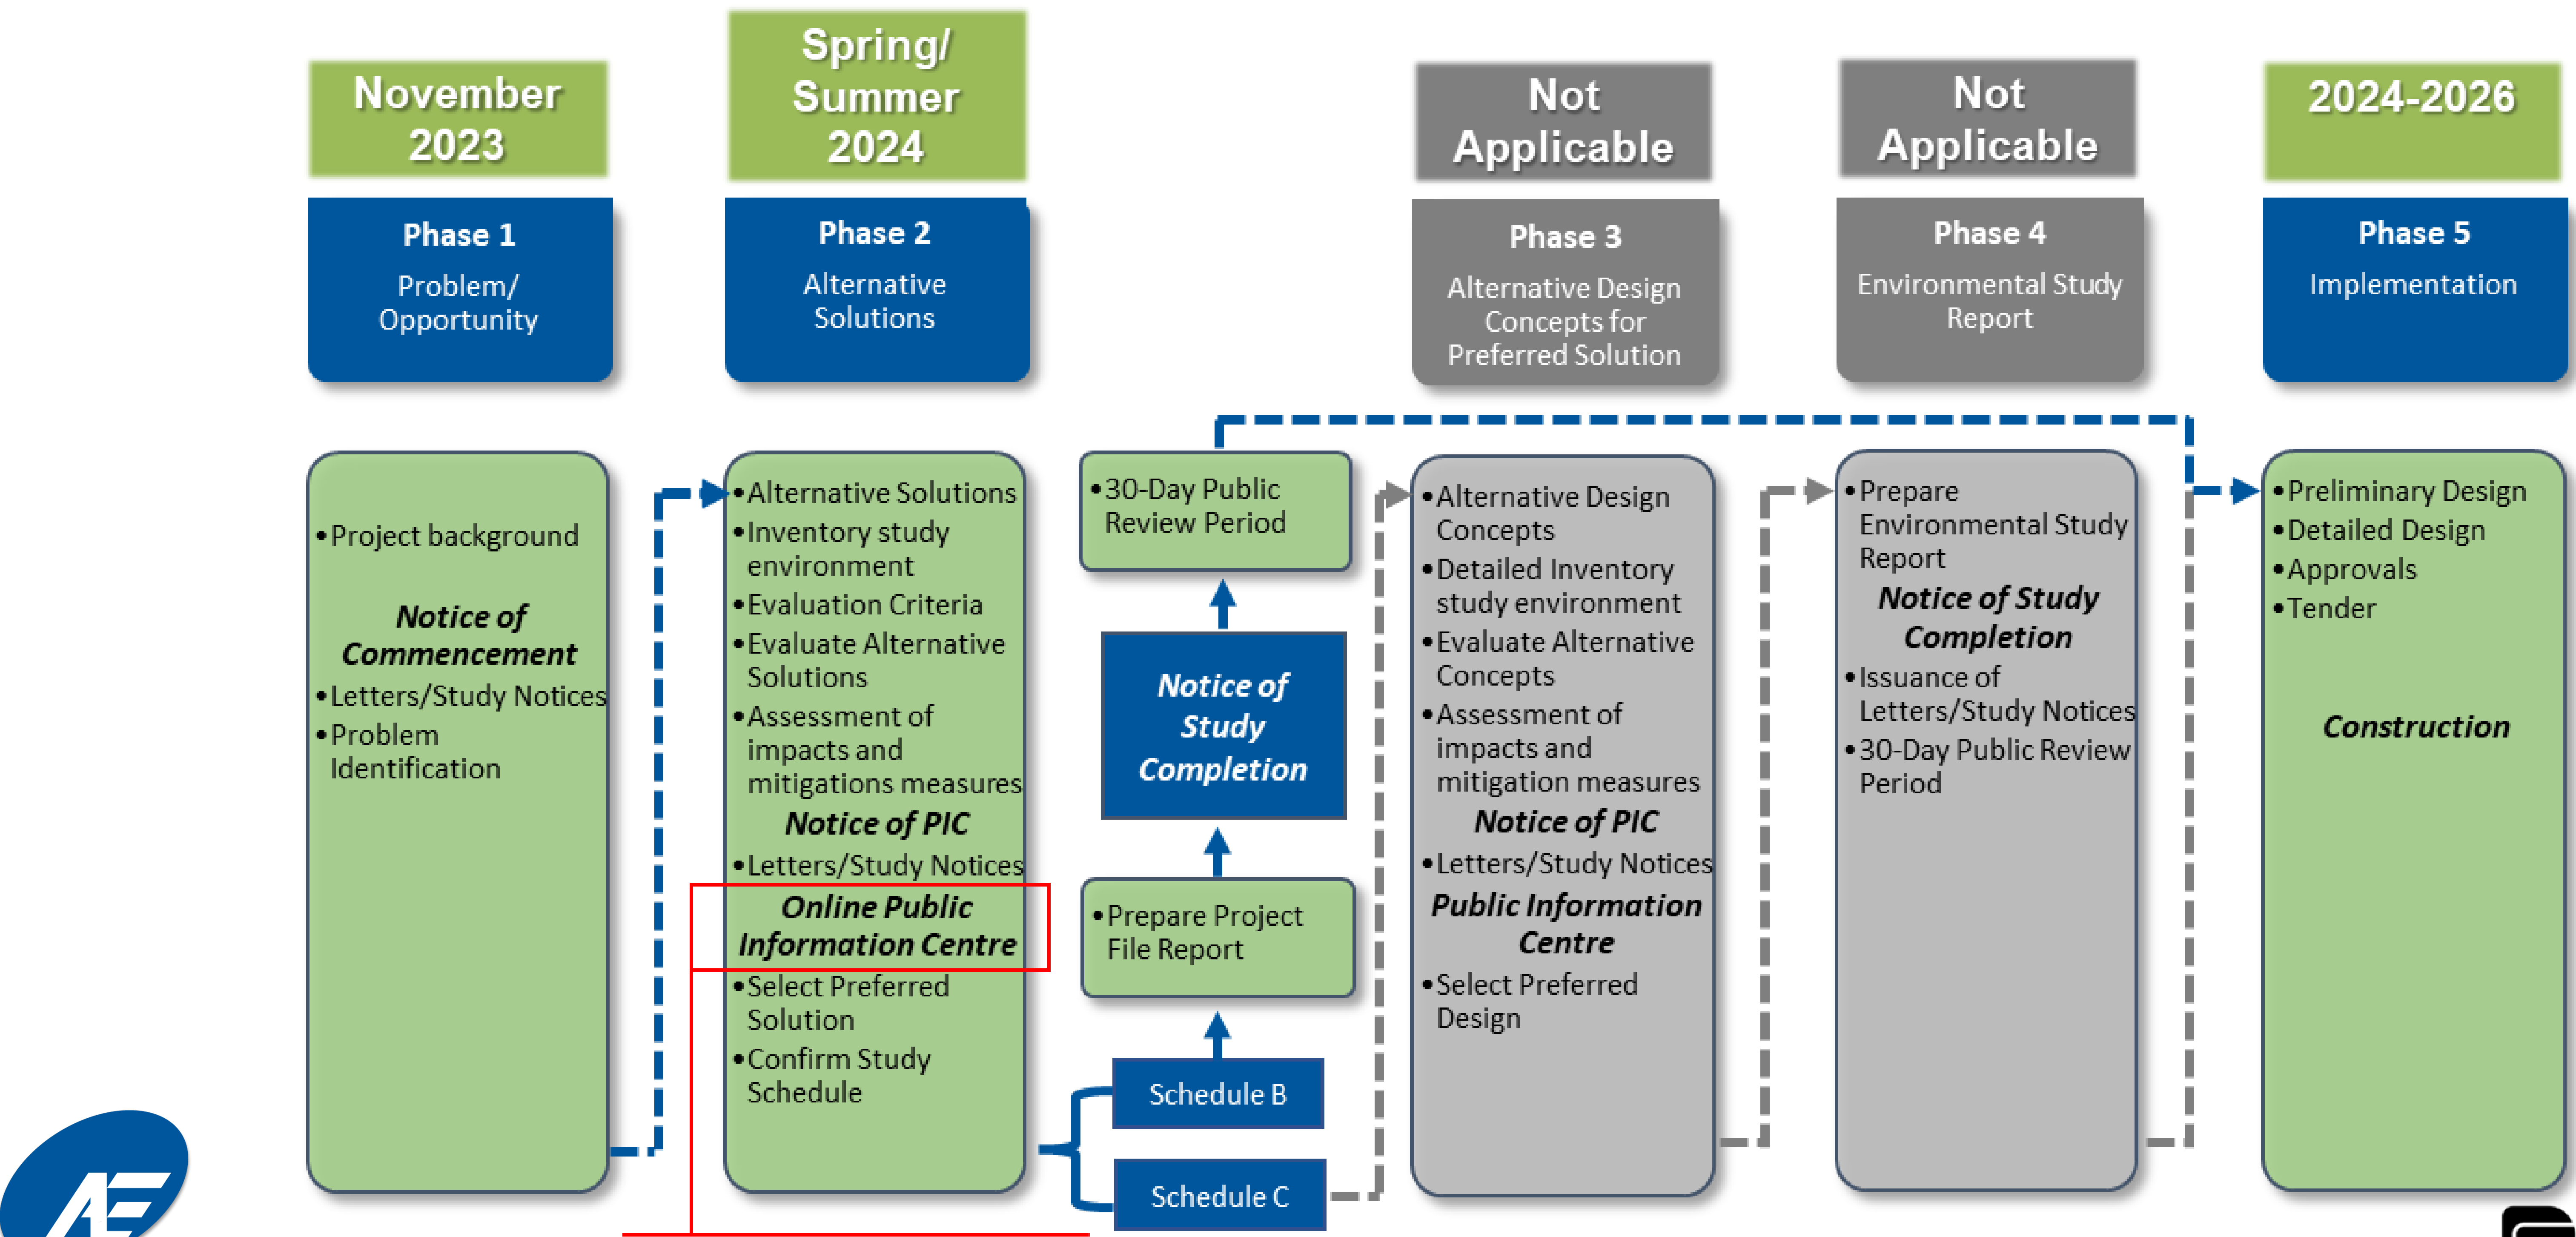 November
2023
Spring/
Summer
2024
Not
Applicable
Not
Applicable
2024-2026
Phase 1
Problem/
Opportunity
Phase 2
Alternative
Solutions
Phase 3
Alternative Design
Concepts for
Preferred Solution
Phase 4
Environmental Study
Report
Phase 5
Implementation
•Project background
Notice of
Commencement
•Letters/Study Notices
•Problem
Identification
•Alternative Solutions
•Inventory study
environment
•Evaluation Criteria
•Evaluate Alternative
Solutions
•Assessment of
impacts and
mitigations measures
Notice of PIC
•Letters/Study Notices
Online Public
Information Centre
•Select Preferred
Solution
•Confirm Study
Schedule
•30-Day Public
Review Period
Notice of
Study
Completion
•Prepare Project
File Report
Schedule B
Schedule C
•Alternative Design
Concepts
•Detailed Inventory
study environment
•Evaluate Alternative
Concepts
•Assessment of
impacts and
mitigation measures
Notice of PIC
•Letters/Study Notices
Public Information
Centre
•Select Preferred
Design
•Prepare
Environmental Study
Report
Notice of Study
Completion
•Issuance of
Letters/Study Notices
•30-Day Public Review
Period
•Preliminary Design
•Detailed Design
•Approvals
•Tender
Construction
AE